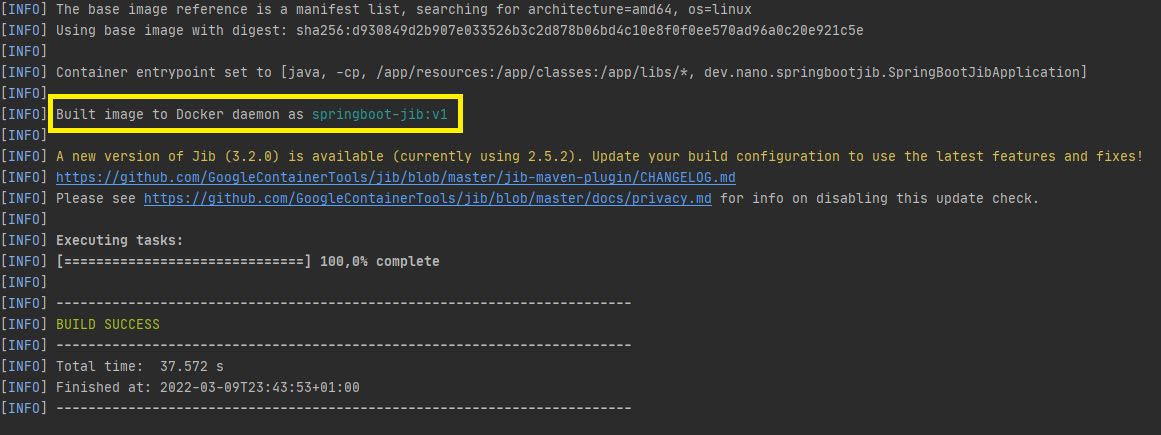 [INFO] The base image reference is a manifest list, searching for architecture=amd64, os=linux
[INFO] Using base image with digest: sha256:d930849d2b907e033526b3c2d878b06bd4c10e8f0f0ee570ad96a0c20e921c5e
[INFO]
[INFO] Container entrypoint set to [java, -cp, /app/resources:/app/classes:/app/libs/*, dev.nano.springbootjib.SpringBootJibApplication]
[INFO]
[INFO] Built image to Docker daemon as springboot-jib:v1
[INFO]
[INFO] A new version of Jib (3.2.0) is available (currently using 2.5.2). Update your build configuration to use the latest features and fixes!
[INFO] https://github.com/GoogleContainerTools/jib/blob/master/jib-maven-plugin/CHANGELOG.md
[INFO] Please see https://github.com/GoogleContainerTools/jib/blob/master/docs/privacy.md for info on disabling this update check.
[INFO]
[INFO] Executing tasks:
[INFO] [==============================] 100,0% complete
[INFO]
[INFO] ------------------------------------------------------------------------
[INFO] BUILD SUCCESS
[INFO] ------------------------------------------------------------------------
[INFO] Total time:  37.572 s
[INFO] Finished at: 2022-03-09T23:43:53+01:00
[INFO] ------------------------------------------------------------------------